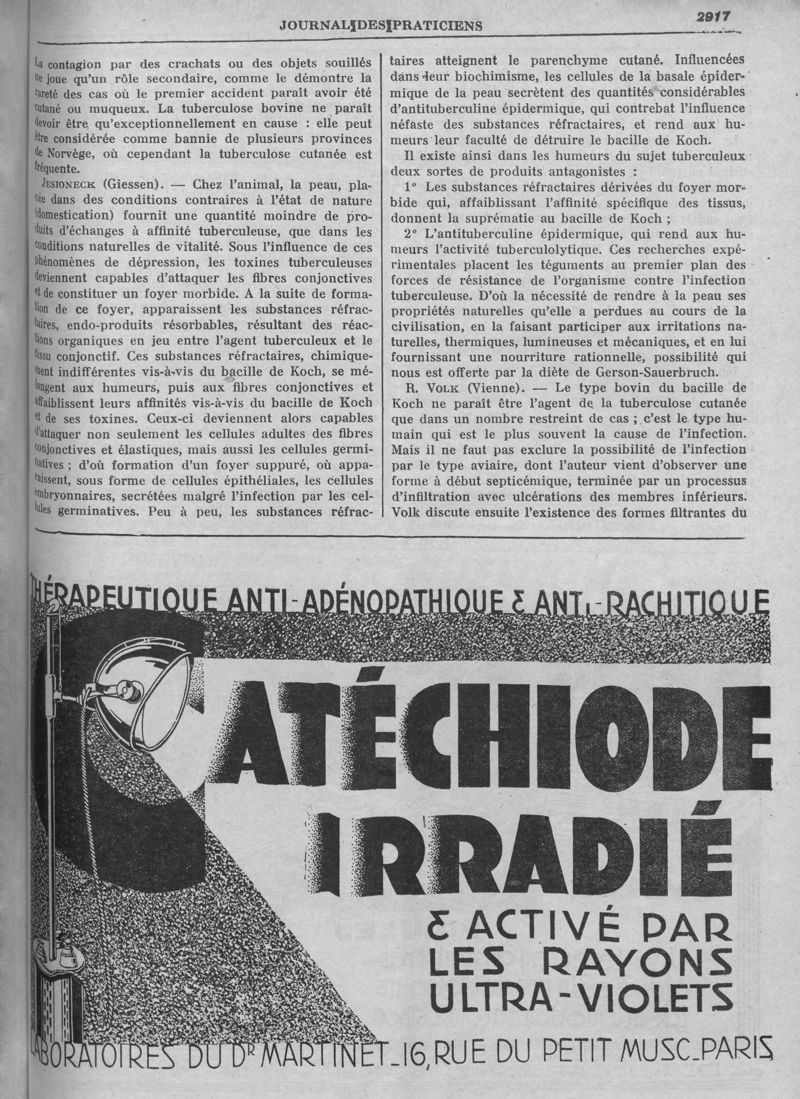 JOURNAL DES PRATICIENS
2917
La contagion par des crachats ou des objets souillés
ne joue qu'un rôle secondaire, comme le démontre la
rareté des cas où le premier accident paraît avoir été
cutané ou muqueux. La tuberculose bovine ne paraît
devoir être qu'exceptionnellement en cause : elle peut
être considérée comme bannie de plusieurs provinces
de Norvège, où cependant la tuberculose cutanée est
fréquente.
JESIONECK (Giessen). — Chez l'animal, la peau, pla-
cée dans des conditions contraires à l'état de nature
(domestication) fournit une quantité moindre de pro-
duits d'échanges à affinité tuberculeuse, que dans les
conditions naturelles de vitalité. Sous l'influence de ces
phénomènes de dépression, les toxines tuberculeuses
deviennent capables d'attaquer les fibres conjonctives
et de constituer un foyer morbide. A la suite de forma-
tion de ce foyer, apparaissent les substances réfrac-
taires, endo-produits résorbables, résultant des réac-
tions organiques en jeu entre l'agent tuberculeux et le
tissu conjonctif. Ces substances réfractaires, chimique-
ment indifférentes vis-à-vis du bacille de Koch, se mé-
langent aux humeurs, puis aux fibres conjonctives et
affaiblissent leurs affinités vis-à-vis du bacille de Koch
et de ses toxines. Ceux-ci deviennent alors capables
d'attaquer non seulement les cellules adultes des fibres
conjonctives et élastiques, mais aussi les cellules germi-
natives ; d'où formation d'un foyer suppuré, où appa-
raissent, sous forme de cellules épithéliales, les cellules
embryonnaires, secrétées malgré l'infection par les cel-
lules germinatives. Peu à peu, les substances réfrac-
taires atteignent le parenchyme cutané. Influencées
dans leur biochimisme, les cellules de la basale épider-
mique de la peau secrètent des quantités considérables
d'antituberculine épidermique, qui contrebat l'influence
néfaste des substances réfractaires, et rend aux hu-
meurs leur faculté de détruire le bacille de Koch.
Il existe ainsi dans les humeurs du sujet tuberculeux
deux sortes de produits antagonistes :
1° Les substances réfractaires dérivées du foyer mor-
bide qui, affaiblissant l'affinité spécifique des tissus,
donnent la suprématie au bacille de Koch ;
2° L'antituberculine épidermique, qui rend aux hu-
meurs l'activité tuberculolytique. Ces recherches expé-
rimentales placent les téguments au premier plan des
forces de résistance de l'organisme contre l'infection
tuberculeuse. D'où la nécessité de rendre à la peau ses
propriétés naturelles qu'elle a perdues au cours de la
civilisation, en la faisant participer aux irritations na-
turelles, thermiques, lumineuses et mécaniques, et en lui
fournissant une nourriture rationnelle, possibilité qui
nous est offerte par la diète de Gerson-Sauerbruch.
R. VOLK (Vienne). — Le type bovin du bacille de
Koch ne paraît être l'agent de la tuberculose cutanée
que dans un nombre restreint de cas ; c'est le type hu-
main qui est le plus souvent la cause de l'infection.
Mais il ne faut pas exclure la possibilité de l'infection
par le type aviaire, dont l'auteur vient d'observer une
forme à début septicémique, terminée par un processus
d'infiltration avec ulcérations des membres inférieurs.
Volk discute ensuite l'existence des formes filtrantes du
THÉRAPEUTIQUE ANTI-ADÉNOPATHIQUE & ANTI-RACHITIQUE
CATÉCHIODE
IRRADIÉ
& ACTIVÉ PAR
LES RAYONS
ULTRA-VIOLETS
LABORATOIRES DU Dr MARTINET_16, RUE DU PETIT MUSC_PARIS